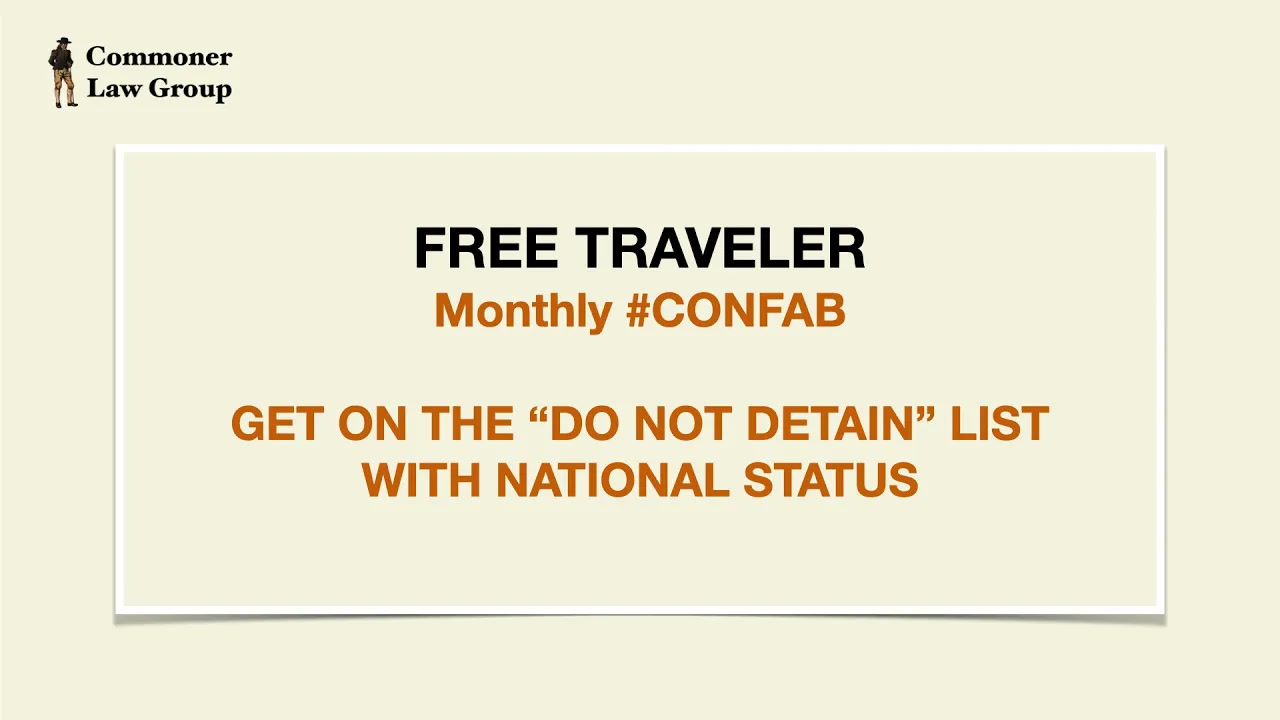 Commoner
Law Group
FREE TRAVELER
Monthly #CONFAB
GET ON THE “DO NOT DETAIN” LIST
WITH NATIONAL STATUS